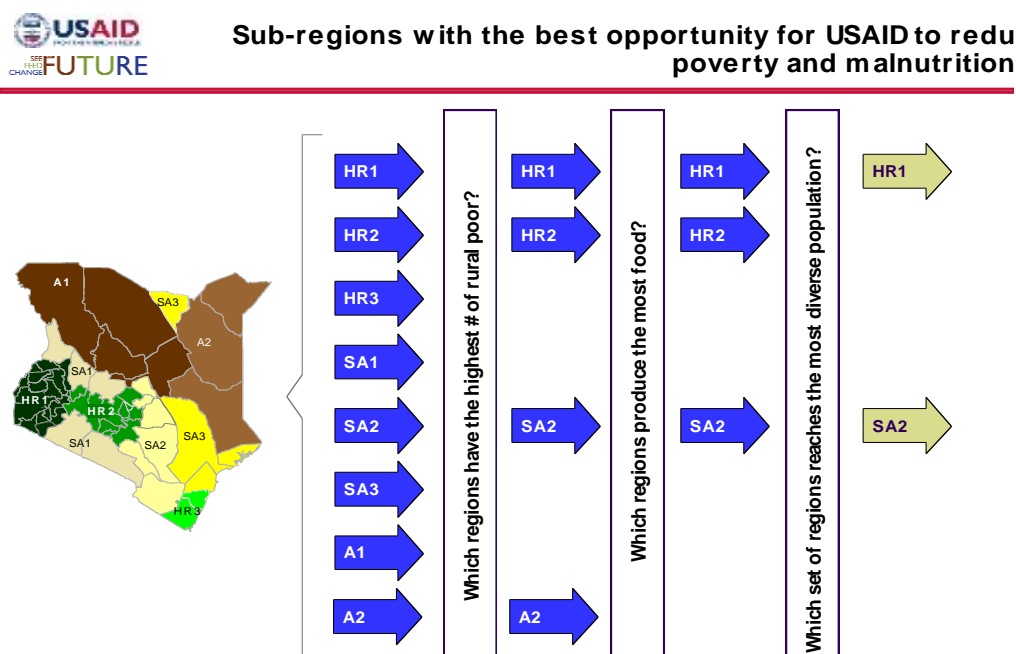 USAID
SEE
FEED
CHANGE
FUTURE
Sub-regions with the best opportunity for USAID to redu
poverty and malnutrition
A1
SA3
A2
SA1
HR1
HR2
SA1
SA2
SA3
HR3
HR1
HR2
HR3
SA1
SA2
SA3
A1
A2
Which regions have the highest # of rural poor?
HR1
HR2
SA2
A2
Which regions produce the most food?
HR1
HR2
SA2
Which set of regions reaches the most diverse population?
HR1
SA2